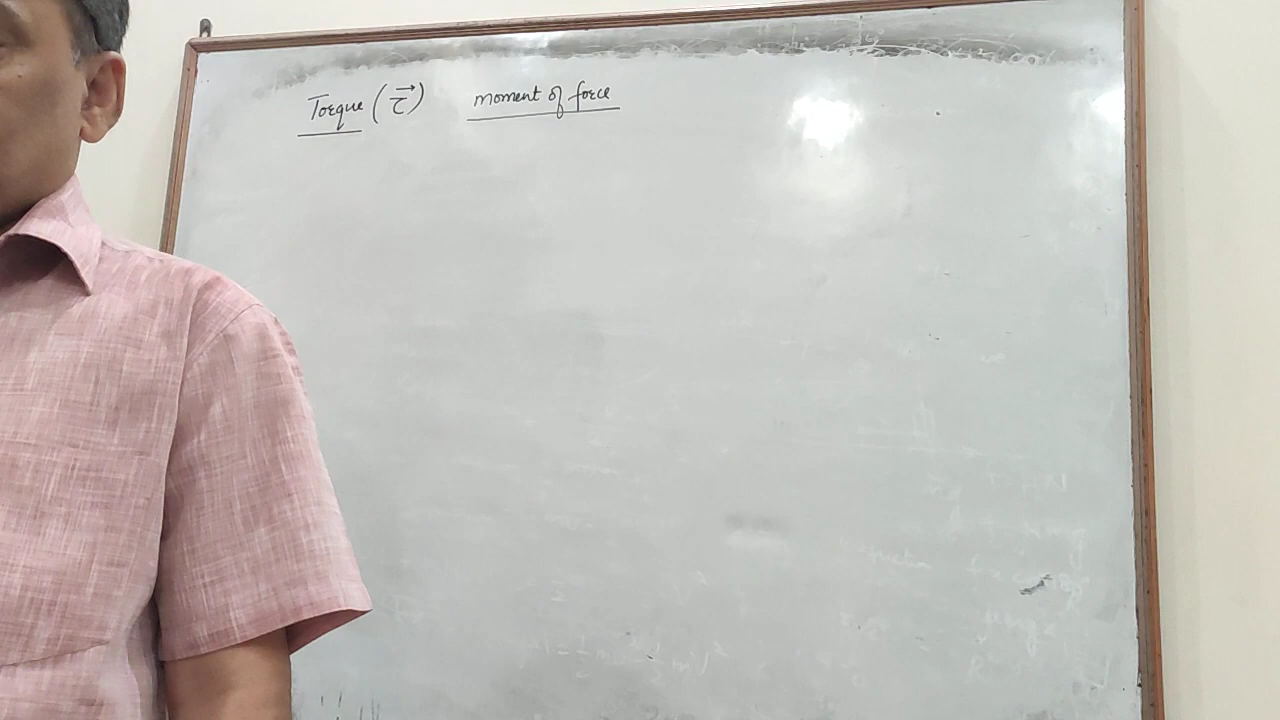 Torque (τ⃗) moment of force